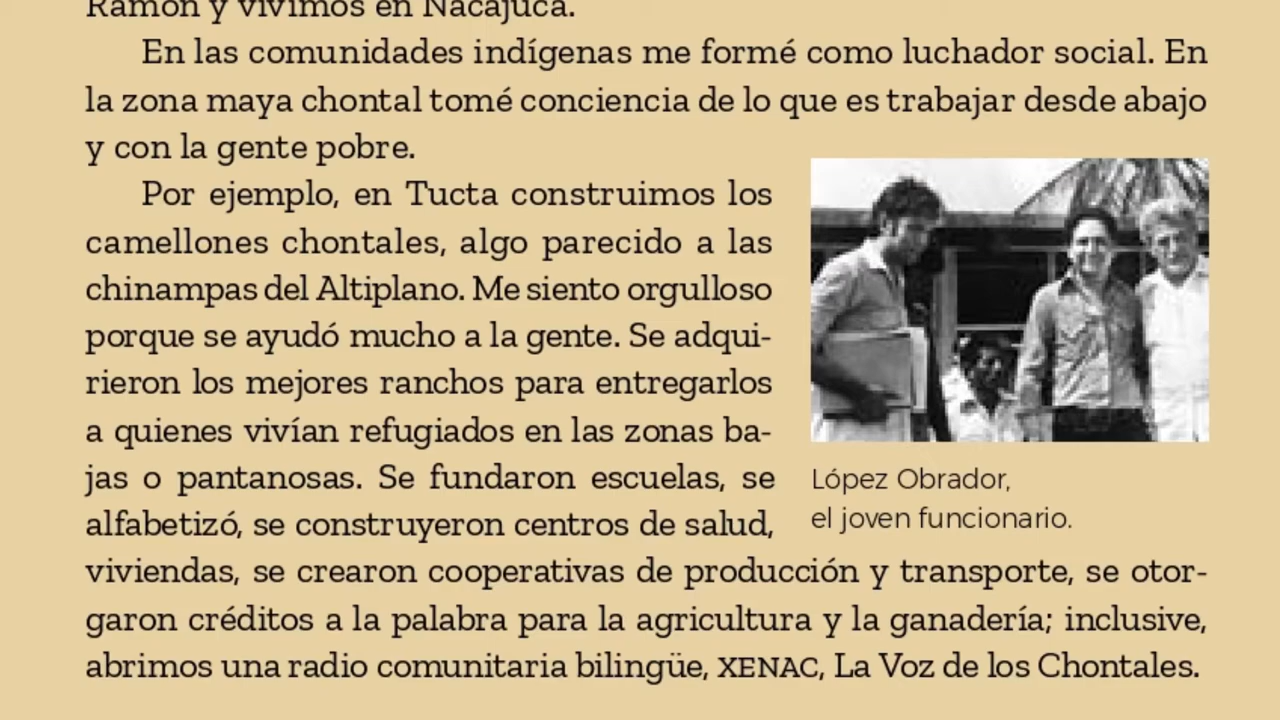 Ramón y vivimos en Nacajuca.
En las comunidades indígenas me formé como luchador social. En
la zona maya chontal tomé conciencia de lo que es trabajar desde abajo
y con la gente pobre.
Por ejemplo, en Tucta construimos los
camellones chontales, algo parecido a las
chinampas del Altiplano. Me siento orgulloso
porque se ayudó mucho a la gente. Se adqui-
rieron los mejores ranchos para entregarlos
a quienes vivían refugiados en las zonas ba-
jas o pantanosas. Se fundaron escuelas, se
alfabetizó, se construyeron centros de salud,
viviendas, se crearon cooperativas de producción y transporte, se otor-
garon créditos a la palabra para la agricultura y la ganadería; inclusive,
abrimos una radio comunitaria bilingüe, XENAC, La Voz de los Chontales.
López Obrador,
el joven funcionario.